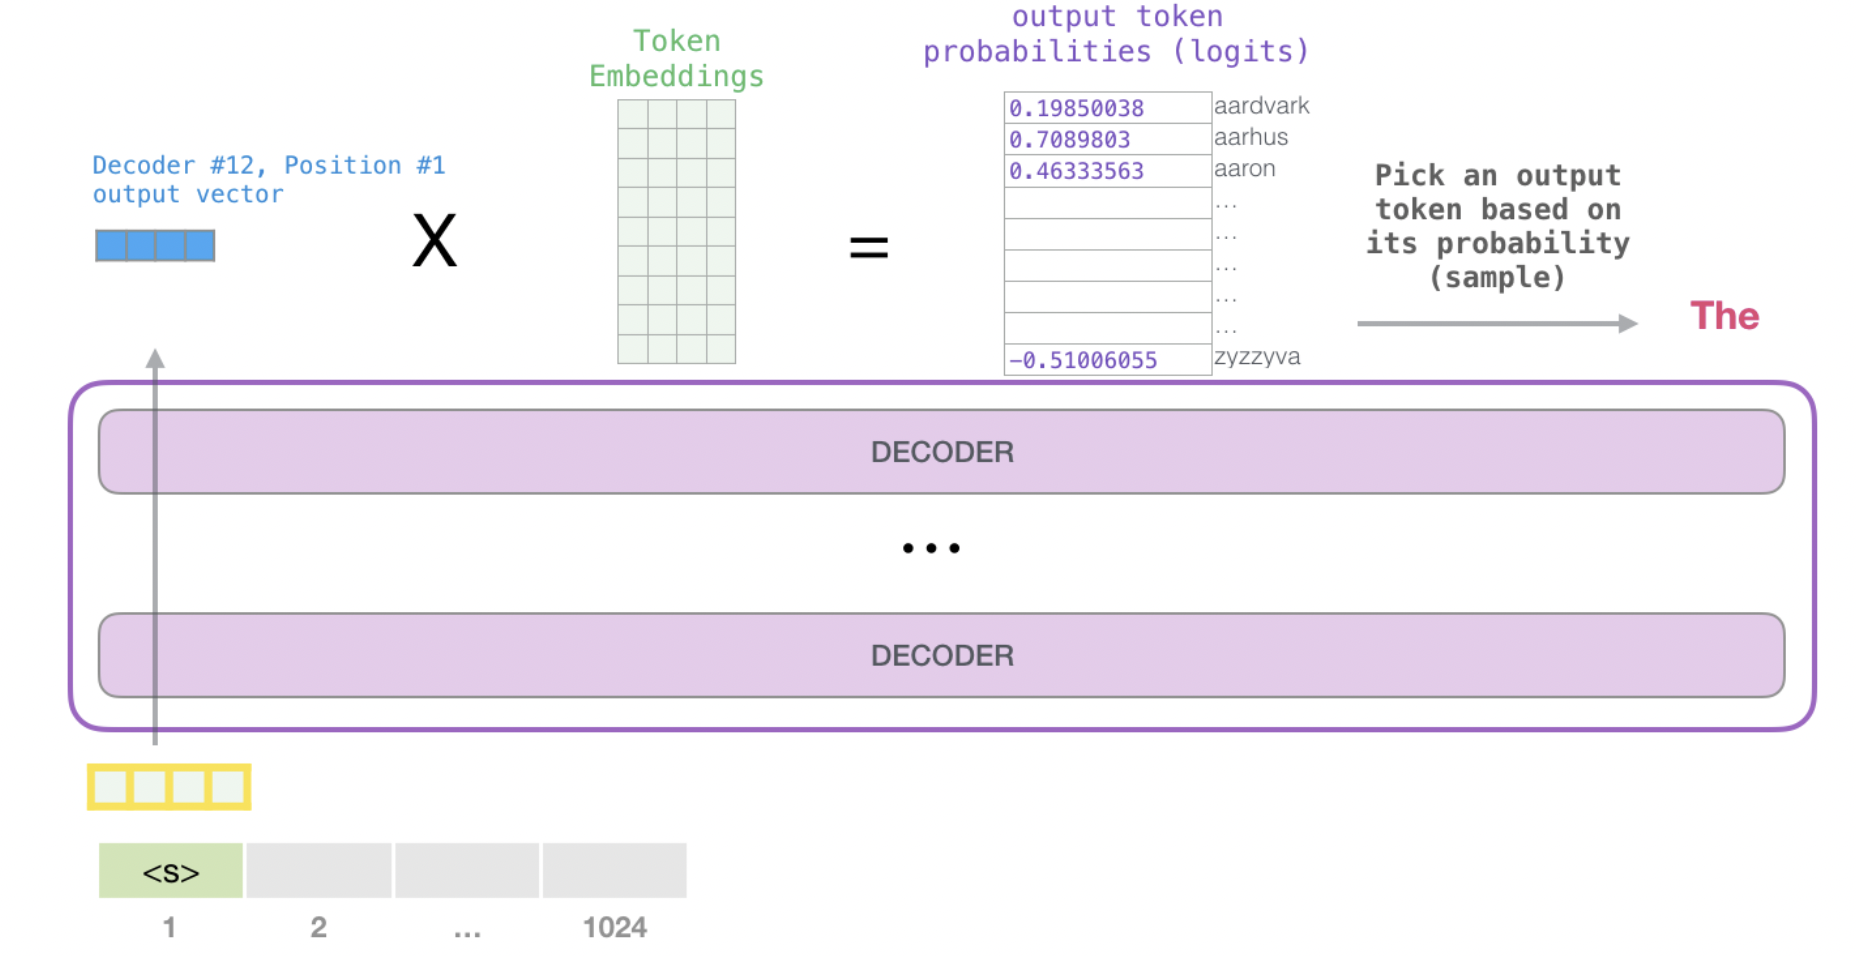 output token
probabilities (logits)
Token
Embeddings
Decoder #12, Position #1
output vector
X
=
0.19850038 aardvark
0.7089803 aarhus
0.46333563 aaron
...
...
...
...
...
-0.51006055 zyzzyva
Pick an output
token based on
its probability
(sample)
The
DECODER
...
DECODER
<s>
1 2 ... 1024